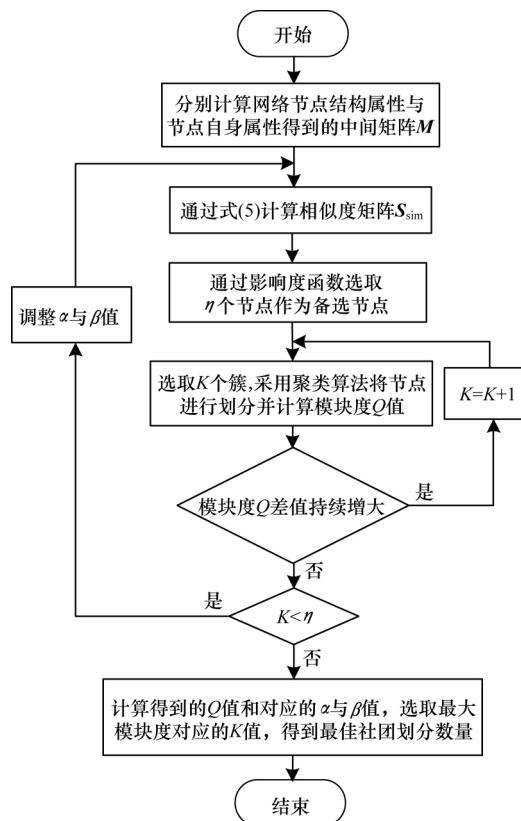 开始
分别计算网络节点结构属性与
节点自身属性得到的中间矩阵M
通过式(5)计算相似度矩阵Ssim
通过影响度函数选取
η个节点作为备选节点
调整α与β值
选取K个簇,采用聚类算法将节点
进行划分并计算模块度Q值
K=K+1
模块度Q差值持续增大
是
否
是
K<η
否
计算得到的Q值和对应的α与β值，选取最大
模块度对应的K值，得到最佳社团划分数量
结束